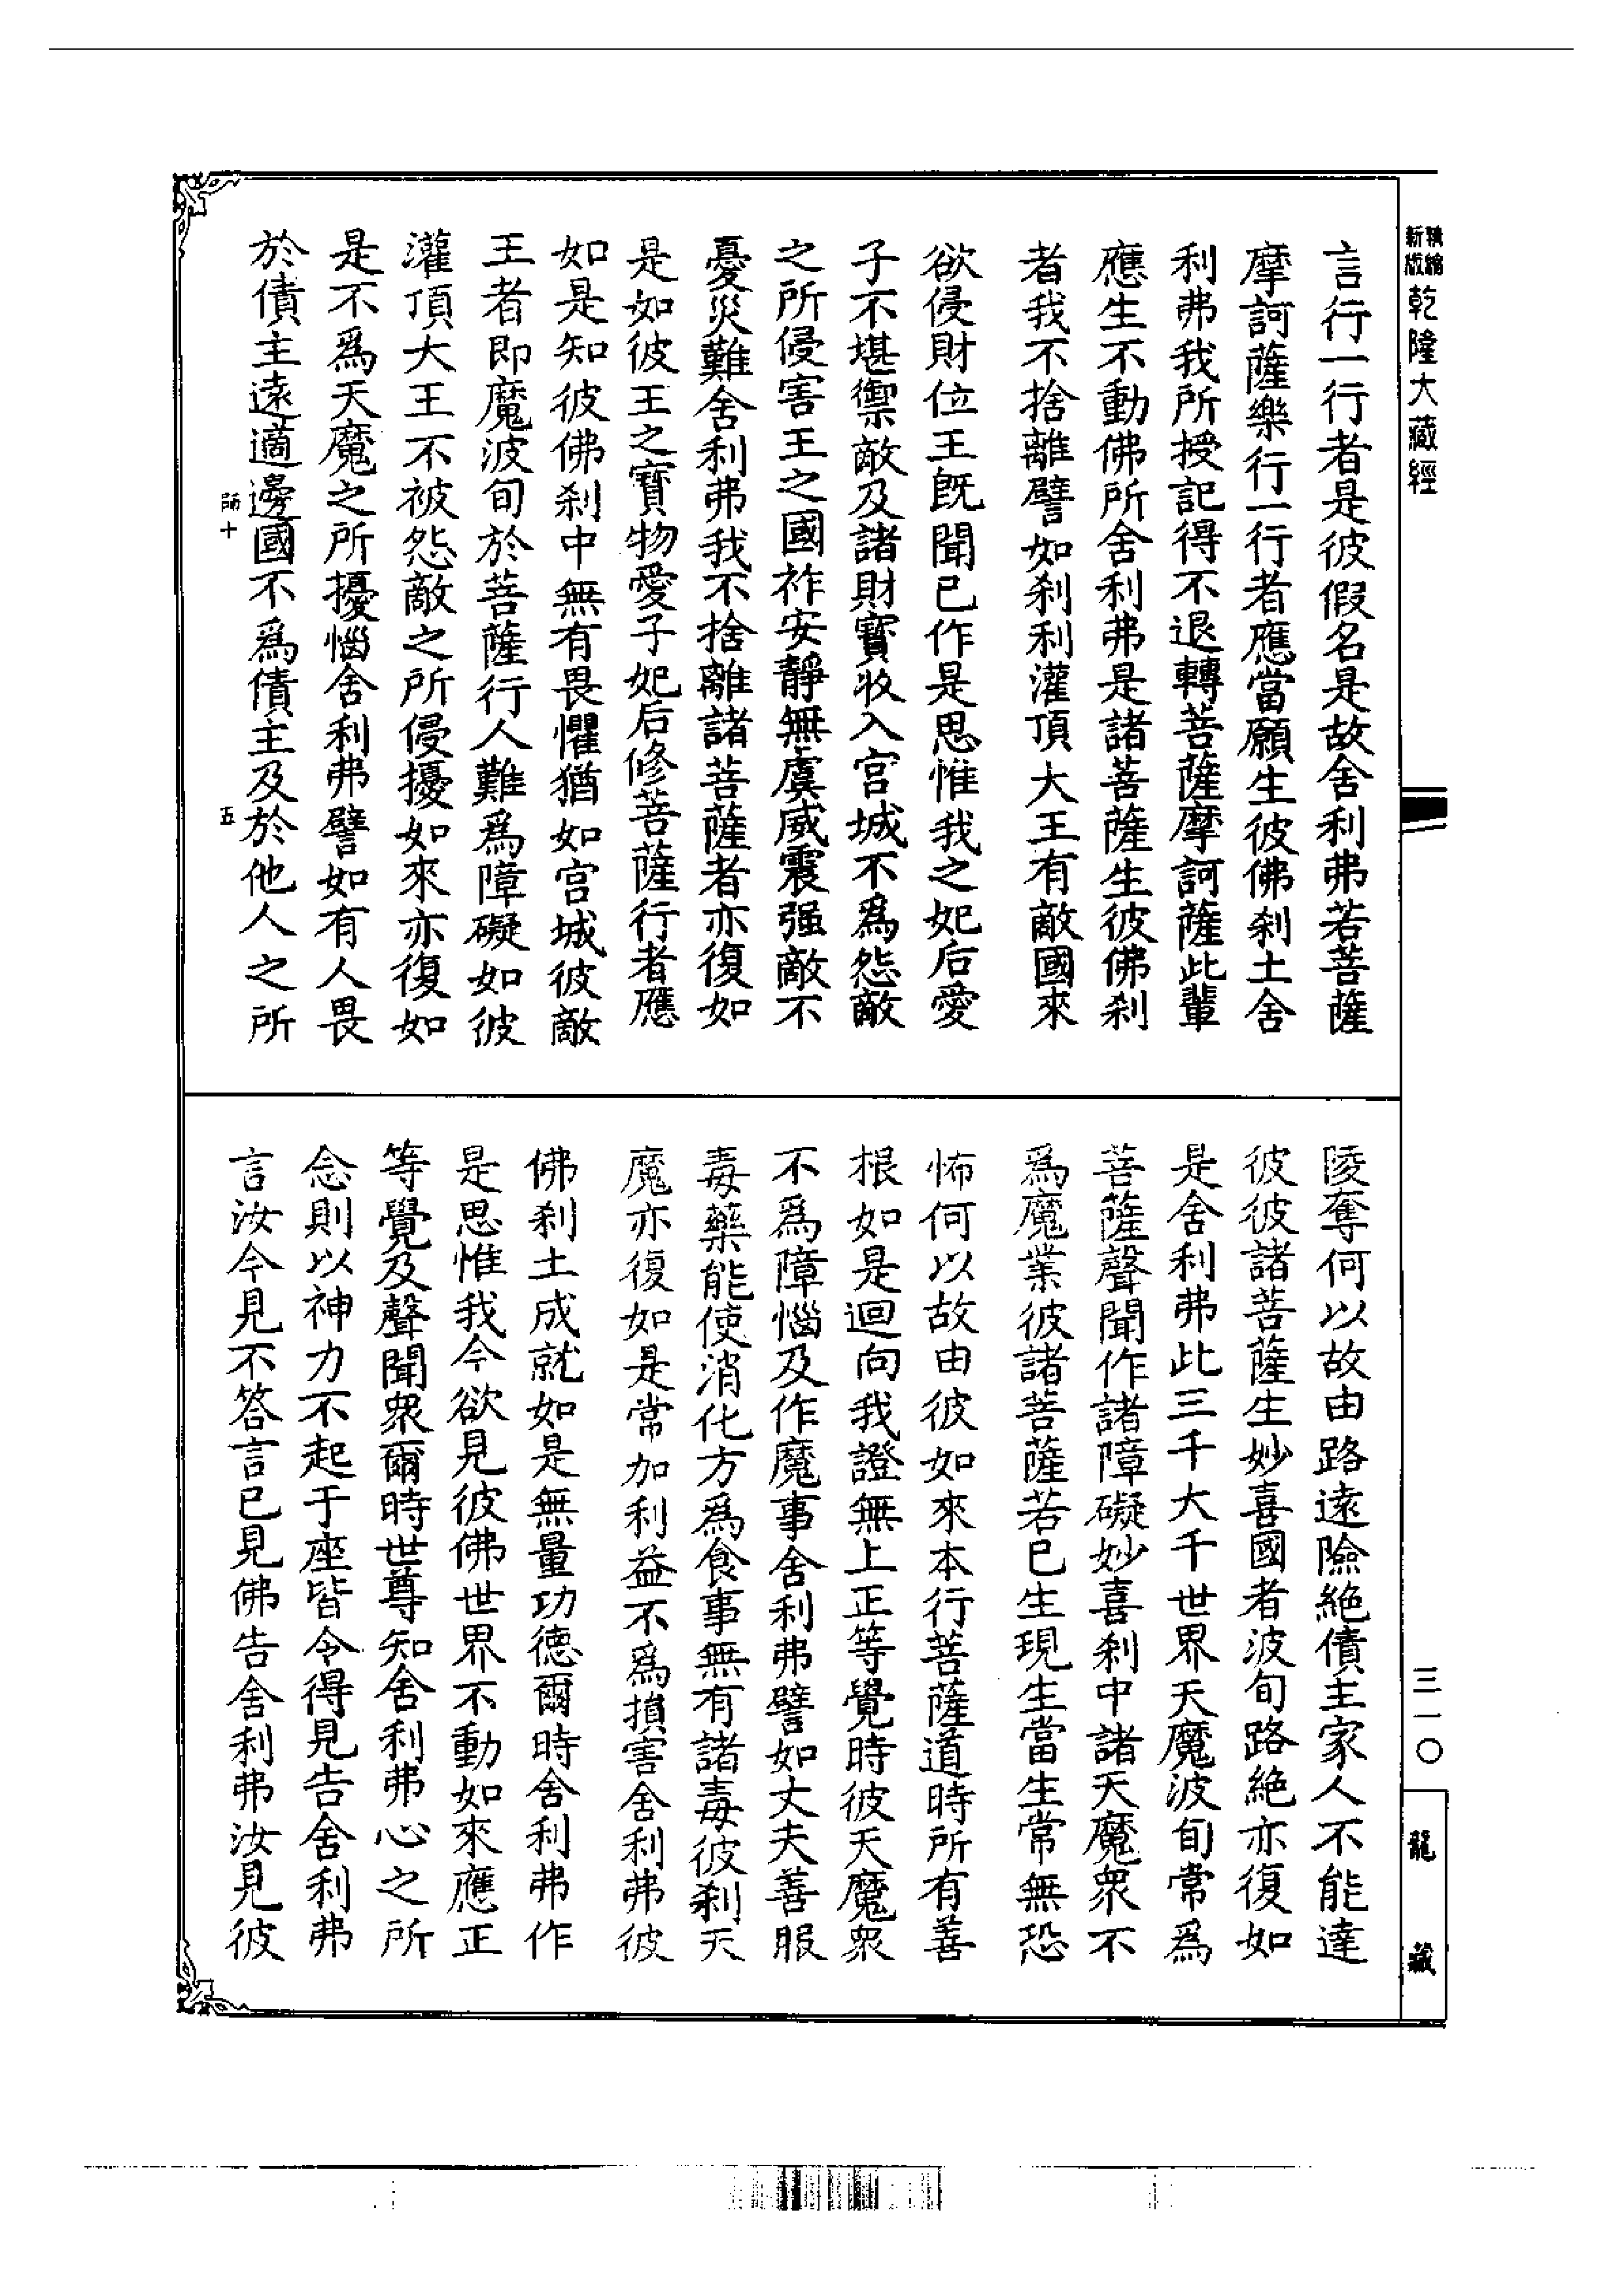 新版精縮乾隆大藏經
言行一行者是彼假名是故舍利弗若菩薩
摩訶薩樂行一行者應當願生彼佛刹土舍
利弗我所授記得不退轉菩薩摩訶薩此輩
應生不動佛所舍利弗是諸菩薩生彼佛刹
者我不捨離譬如刹利灌頂大王有敵國來
欲侵財位王既聞已作是思惟我之妃后愛
子不堪禦敵及諸財寶收入宮城不爲怨敵
之所侵害王之國祚安靜無虞威震强敵不
憂災難舍利弗我不捨離諸菩薩者亦復如
是如彼王之寶物愛子妃后修菩薩行者應
如是知彼佛刹中無有畏懼猶如宮城彼敵
王者即魔波旬於菩薩行人難爲障礙如彼
灌頂大王不被怨敵之所侵擾如來亦復如
是不爲天魔之所擾惱舍利弗譬如有人畏
於債主遠適邊國不爲債主及於他人之所
師十
五
陵奪何以故由路遠險絶債主家人不能達
彼彼諸菩薩生妙喜國者波旬路絶亦復如
是舍利弗此三千大千世界天魔波旬常爲
菩薩聲聞作諸障礙妙喜刹中諸天魔衆不
爲魔業彼諸菩薩若已生現生當生常無恐
怖何以故由彼如來本行菩薩道時所有善
根如是迴向我證無上正等覺時彼天魔衆
不爲障惱及作魔事舍利弗譬如丈夫善服
毒藥能使消化方爲食事無有諸毒彼刹天
魔亦復如是常加利益不爲損害舍利弗彼
佛刹土成就如是無量功德爾時舍利弗作
是思惟我今欲見彼佛世界不動如來應正
等覺及聲聞衆爾時世尊知舍利弗心之所
念則以神力不起于座皆令得見告舍利弗
言汝今見不答言已見佛告舍利弗汝見彼
三一〇
龍藏